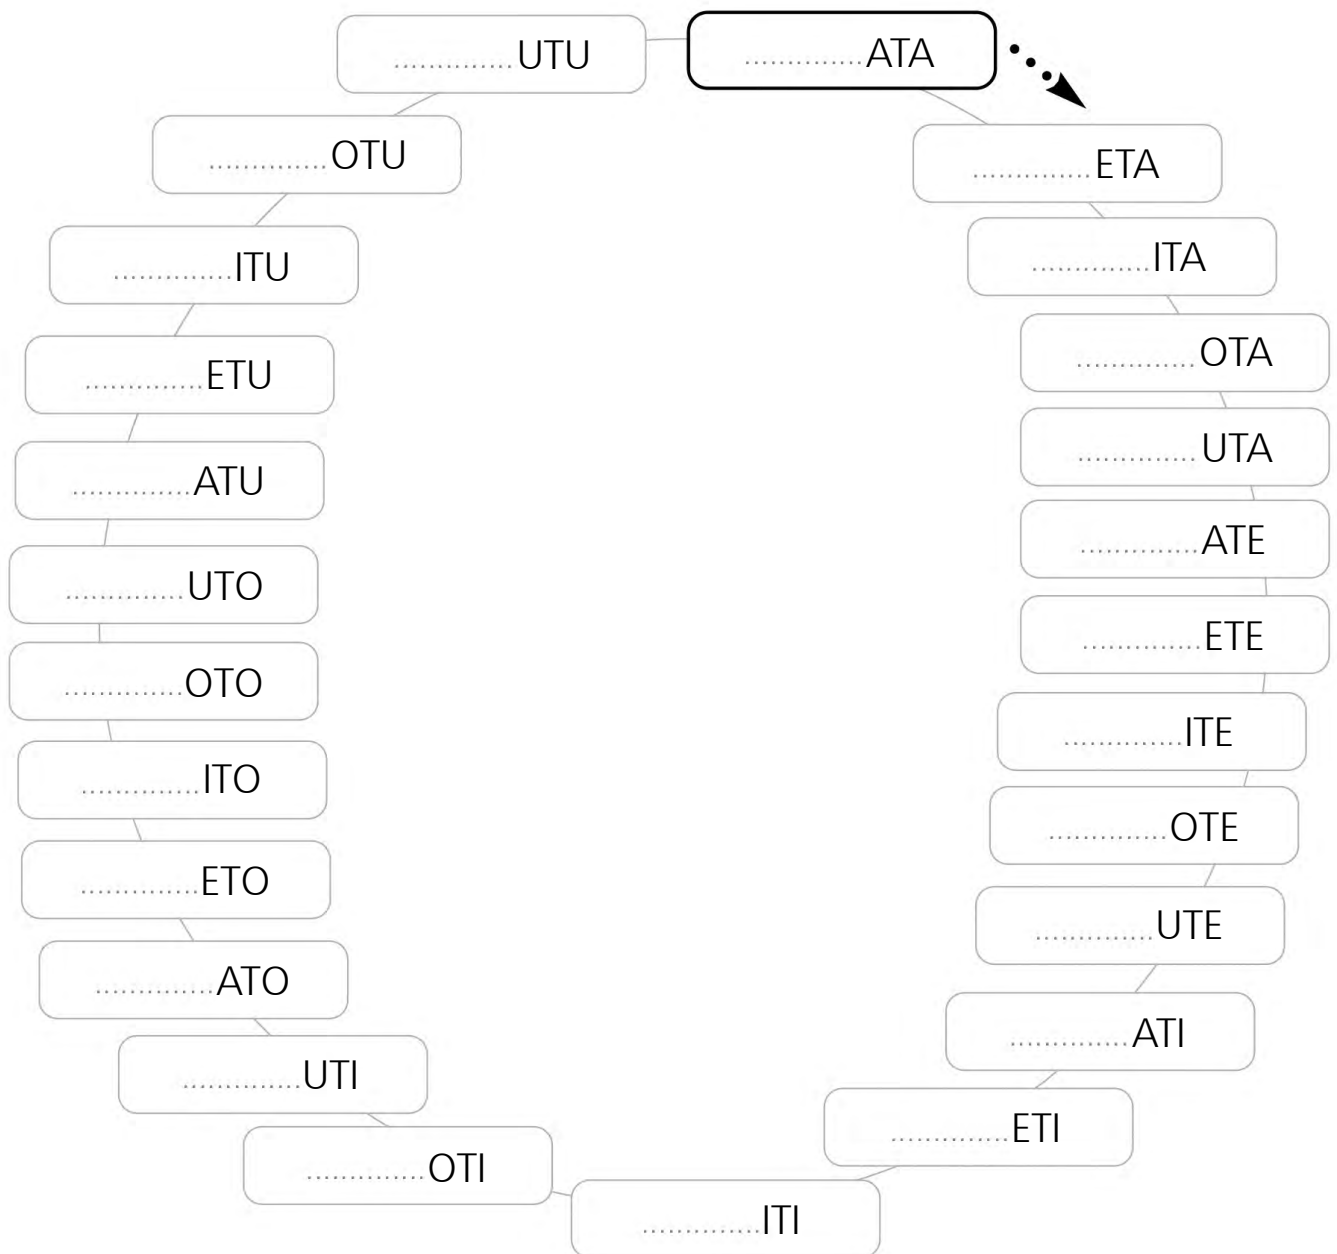 ..............ATA
..............ETA
..............ITA
..............OTA
..............UTA
..............ATE
..............ETE
..............ITE
..............OTE
..............UTE
..............ATI
..............ETI
..............ITI
..............OTI
..............UTI
..............ATO
..............ETO
..............ITO
..............OTO
..............UTO
..............ATU
..............ETU
..............ITU
..............OTU
..............UTU